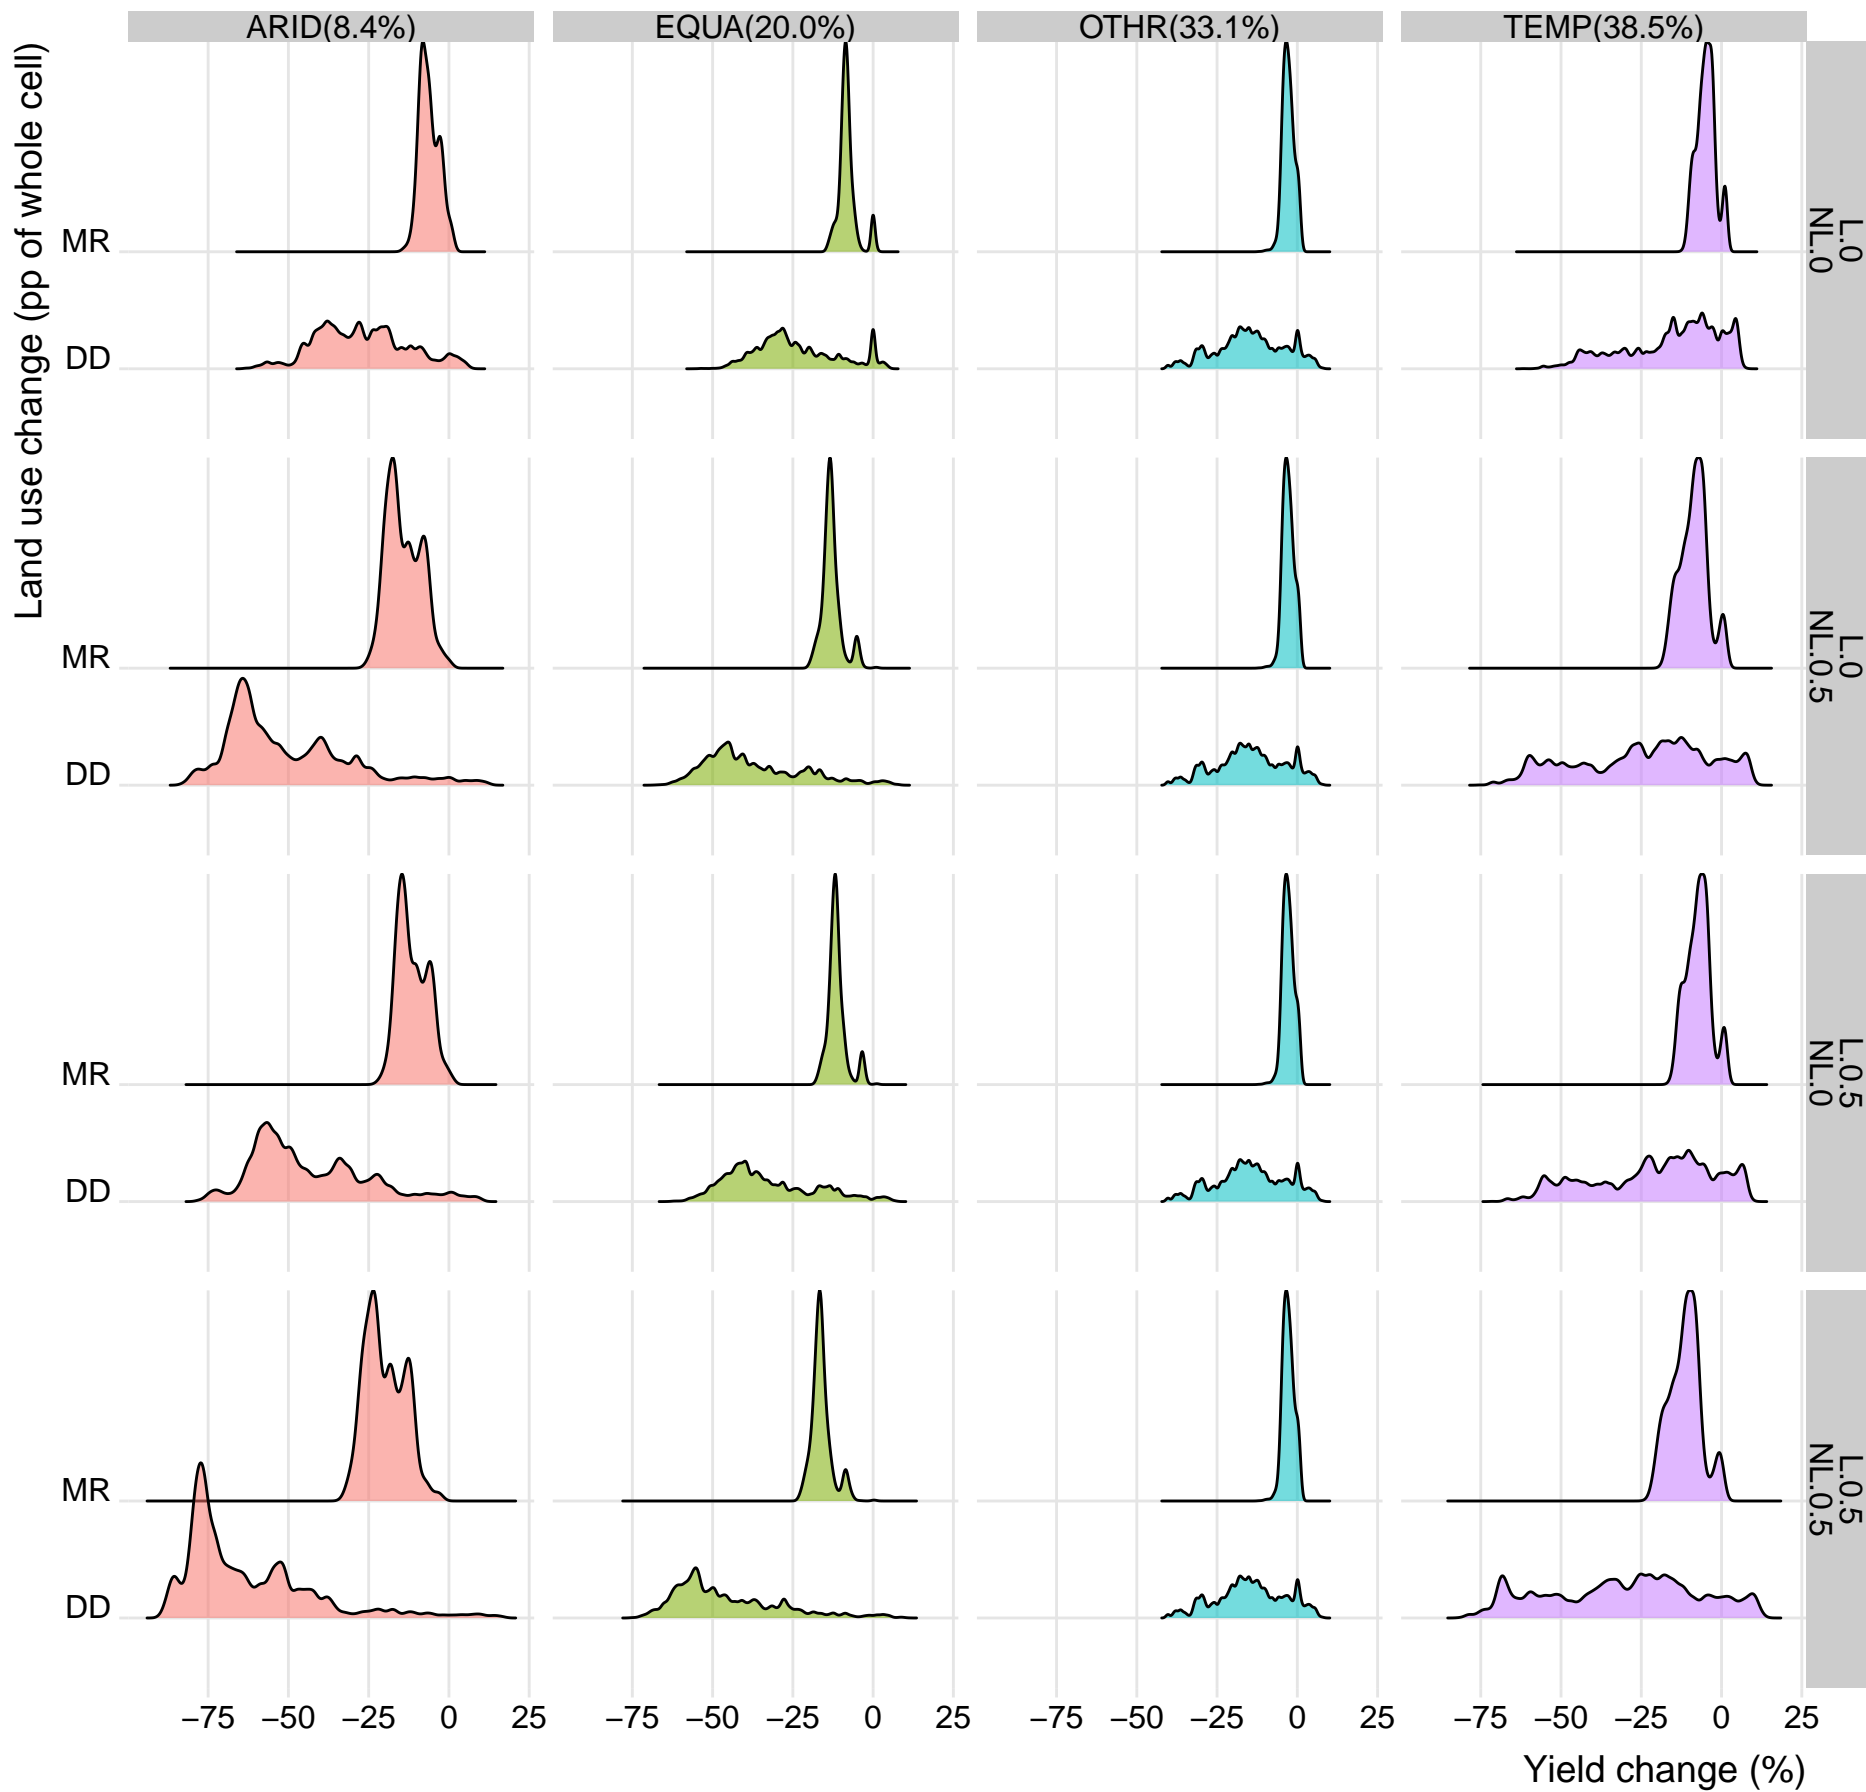 ARID(8.4%)
EQUA(20.0%)
OTHR(33.1%)
TEMP(38.5%)
Land use change (pp of whole cell)
MR
DD
L.0
NL.0
MR
DD
L.0
NL.0.5
MR
DD
L.0.5
NL.0
MR
DD
L.0.5
NL.0.5
−75 −50 −25 0 25
−75 −50 −25 0 25
−75 −50 −25 0 25
−75 −50 −25 0 25
Yield change (%)